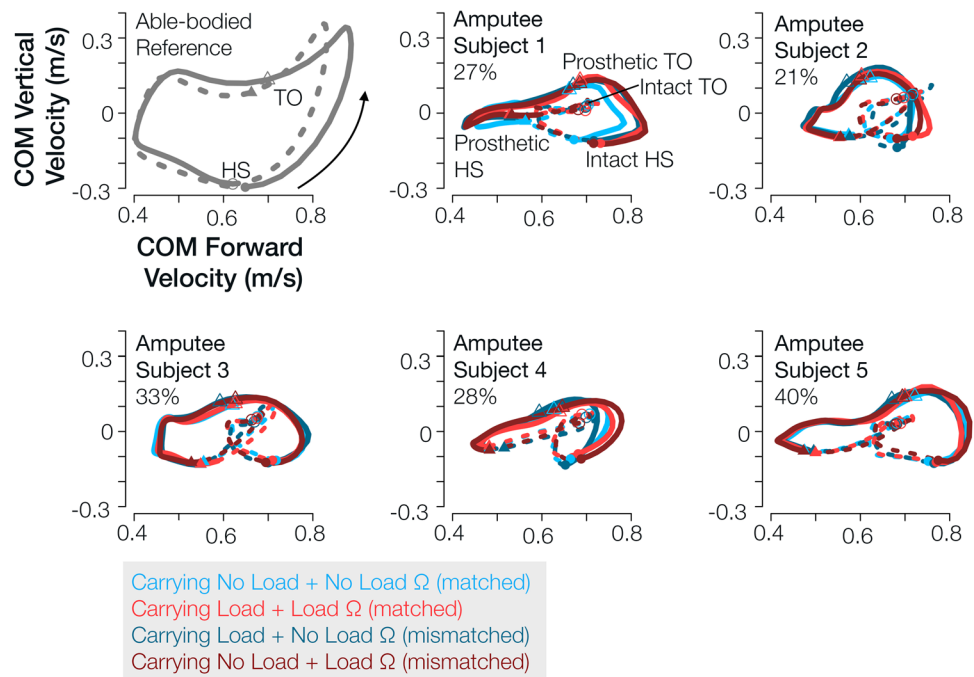 COM Vertical
Velocity (m/s)
0.3
0
-0.3
Able-bodied
Reference
TO
HS
0.4
0.6
0.8
COM Forward
Velocity (m/s)
0.3
0
-0.3
Amputee
Subject 1
27%
Prosthetic TO
Intact TO
Prosthetic
HS
Intact HS
0.4
0.6
0.8
0.3
0
-0.3
Amputee
Subject 2
21%
0.4
0.6
0.8
0.3
0
-0.3
Amputee
Subject 3
33%
0.4
0.6
0.8
0.3
0
-0.3
Amputee
Subject 4
28%
0.4
0.6
0.8
0.3
0
-0.3
Amputee
Subject 5
40%
0.4
0.6
0.8
Carrying No Load + No Load Ω (matched)
Carrying Load + Load Ω (matched)
Carrying Load + No Load Ω (mismatched)
Carrying No Load + Load Ω (mismatched)